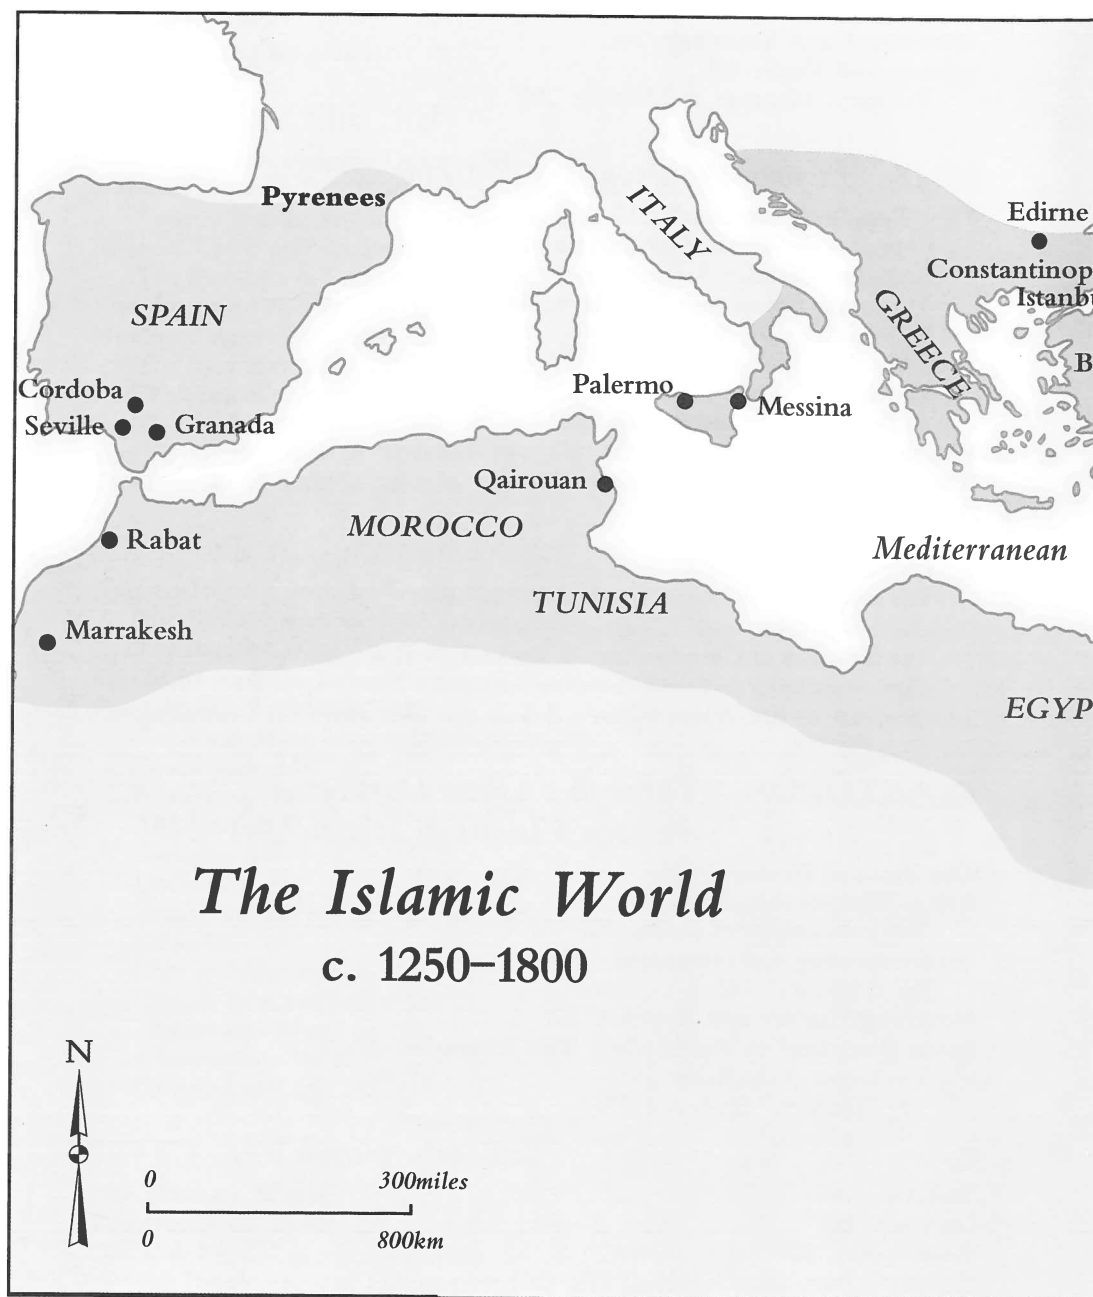 Pyrenees
ITALY
Edirne
Constantinop
Istanbu
SPAIN
GREECE
B
Cordoba
Seville
Granada
Palermo
Messina
Qairouan
MOROCCO
Rabat
Mediterranean
TUNISIA
Marrakesh
EGYP
The Islamic World
c. 1250–1800
N
0 300miles
0 800km